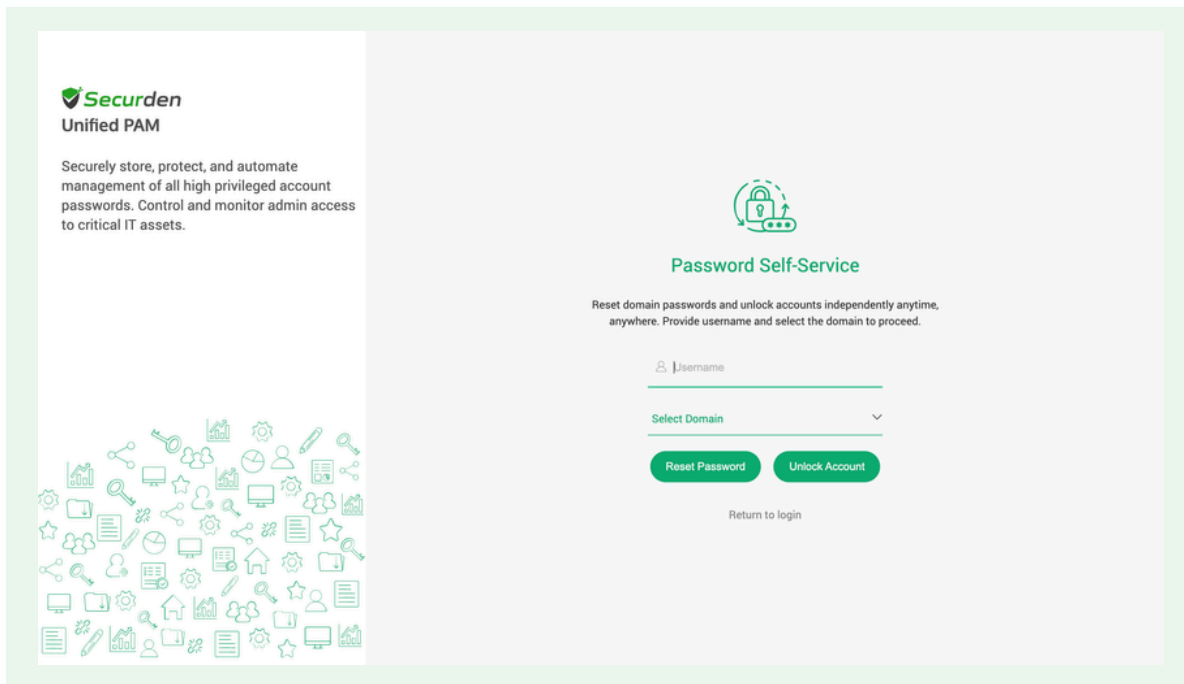 Securden
Unified PAM
Securely store, protect, and automate
management of all high privileged account
passwords. Control and monitor admin access
to critical IT assets.
Password Self-Service
Reset domain passwords and unlock accounts independently anytime,
anywhere. Provide username and select the domain to proceed.
Username
Select Domain
Reset Password
Unlock Account
Return to login